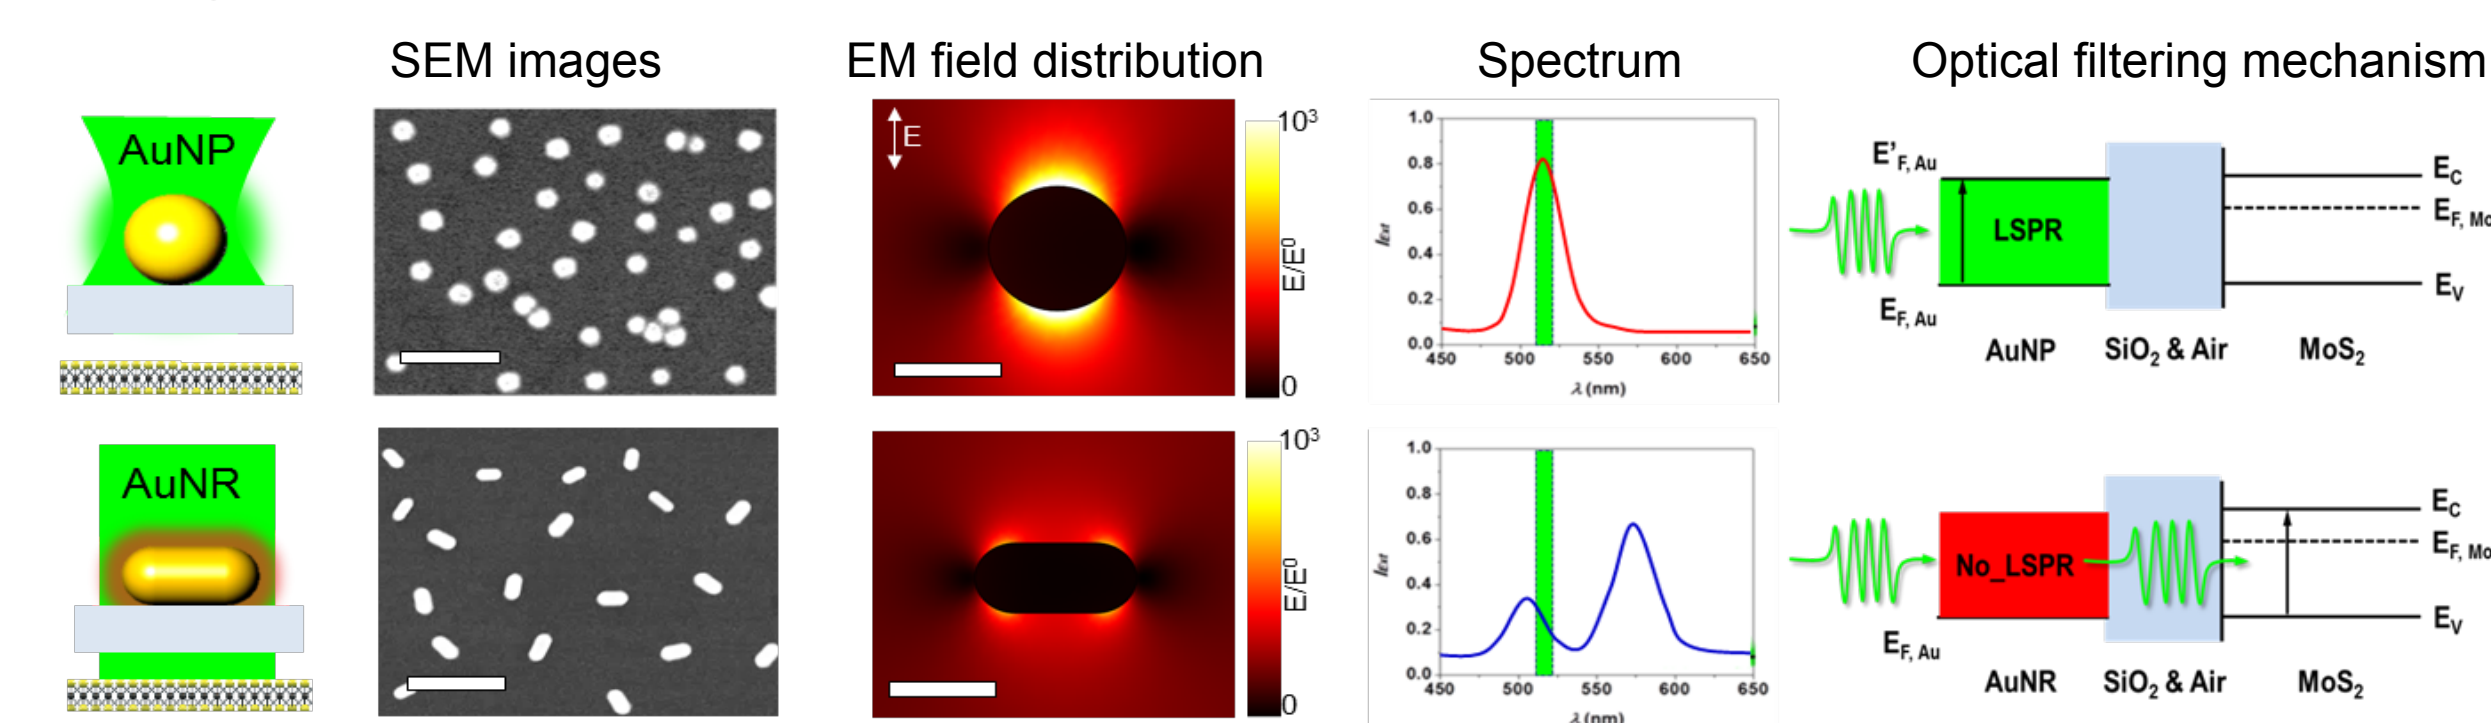 SEM images
EM field distribution
Spectrum
Optical filtering mechanism
AuNP
E
10³
E/E⁰
0
I_Ext
1.0
0.8
0.6
0.4
0.2
0.0
450 500 550 600 650
λ (nm)
E'F, Au
LSPR
EF, Au
AuNP
SiO₂ & Air
MoS₂
EC
EF, Mo
EV
AuNR
10³
E/E⁰
0
I_Ext
1.0
0.8
0.6
0.4
0.2
0.0
450 500 550 600 650
λ (nm)
No_LSPR
EF, Au
AuNR
SiO₂ & Air
MoS₂
EC
EF, Mo
EV